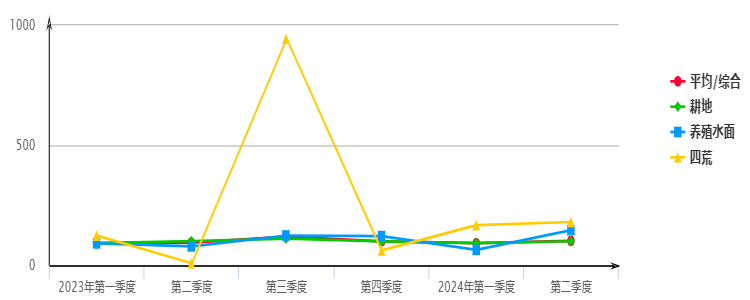 1000
500
0
2023年第一季度 第二季度 第三季度 第四季度 2024年第一季度 第二季度
平均/综合
耕地
养殖水面
四荒